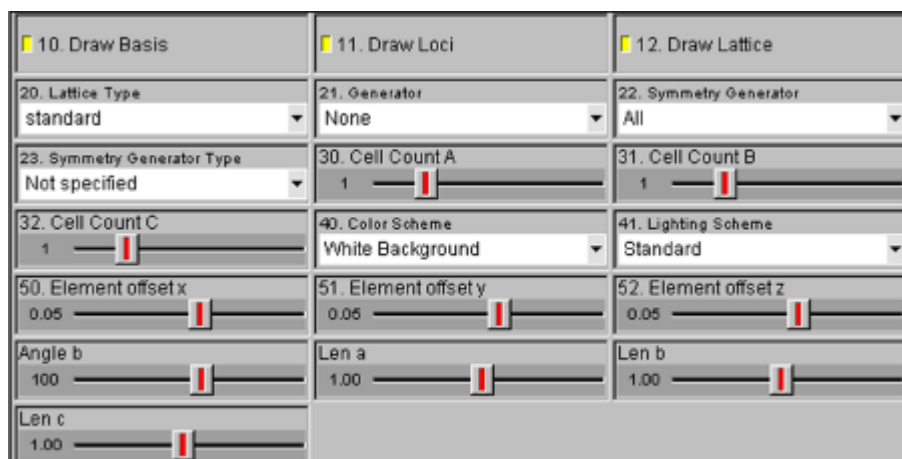 10. Draw Basis
11. Draw Loci
12. Draw Lattice
20. Lattice Type
standard
21. Generator
None
22. Symmetry Generator
All
23. Symmetry Generator Type
Not specified
30. Cell Count A
1
31. Cell Count B
1
32. Cell Count C
1
40. Color Scheme
White Background
41. Lighting Scheme
Standard
50. Element offset x
0.05
51. Element offset y
0.05
52. Element offset z
0.05
Angle b
100
Len a
1.00
Len b
1.00
Len c
1.00